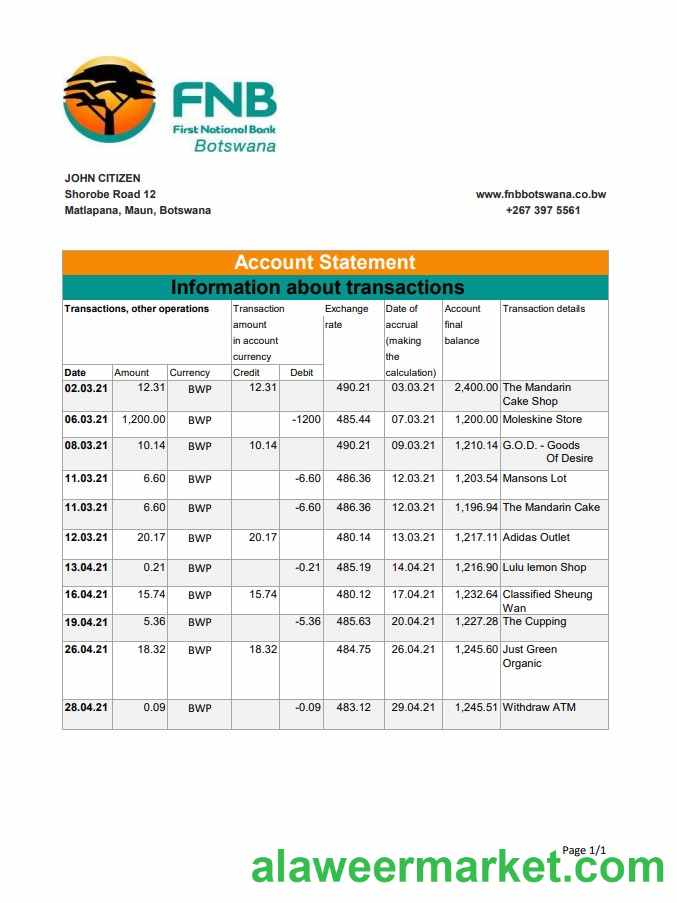 FNB
First National Bank
Botswana
JOHN CITIZEN
Shorobe Road 12
Matlapana, Maun, Botswana
www.fnbbotswana.co.bw
+267 397 5561
Account Statement
Information about transactions
Transactions, other operations Transaction amount in account currency Exchange rate Date of accrual (making the calculation) Account final balance Transaction details
Date Amount Currency Credit Debit
02.03.21 12.31 BWP 12.31 490.21 03.03.21 2,400.00 The Mandarin
Cake Shop
06.03.21 1,200.00 BWP -1200 485.44 07.03.21 1,200.00 Moleskine Store
08.03.21 10.14 BWP 10.14 490.21 09.03.21 1,210.14 G.O.D. - Goods
Of Desire
11.03.21 6.60 BWP -6.60 486.36 12.03.21 1,203.54 Mansons Lot
11.03.21 6.60 BWP -6.60 486.36 12.03.21 1,196.94 The Mandarin Cake
12.03.21 20.17 BWP 20.17 480.14 13.03.21 1,217.11 Adidas Outlet
13.04.21 0.21 BWP -0.21 485.19 14.04.21 1,216.90 Lulu lemon Shop
16.04.21 15.74 BWP 15.74 480.12 17.04.21 1,232.64 Classified Sheung
Wan
19.04.21 5.36 BWP -5.36 485.63 20.04.21 1,227.28 The Cupping
26.04.21 18.32 BWP 18.32 484.75 26.04.21 1,245.60 Just Green
Organic
28.04.21 0.09 BWP -0.09 483.12 29.04.21 1,245.51 Withdraw ATM
Page 1/1
alaweermarket.com